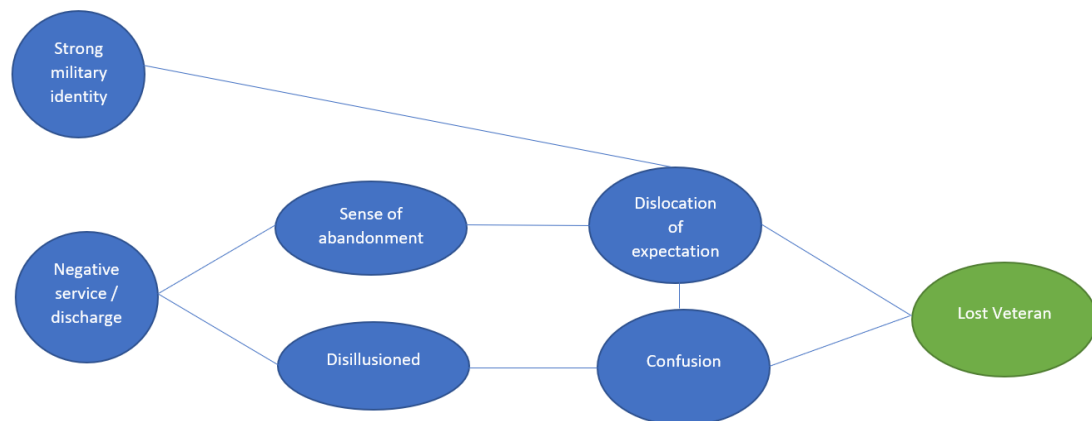 Strong
military
identity
Sense of
abandonment
Dislocation
of
expectation
Negative
service /
discharge
Lost Veteran
Disillusioned
Confusion